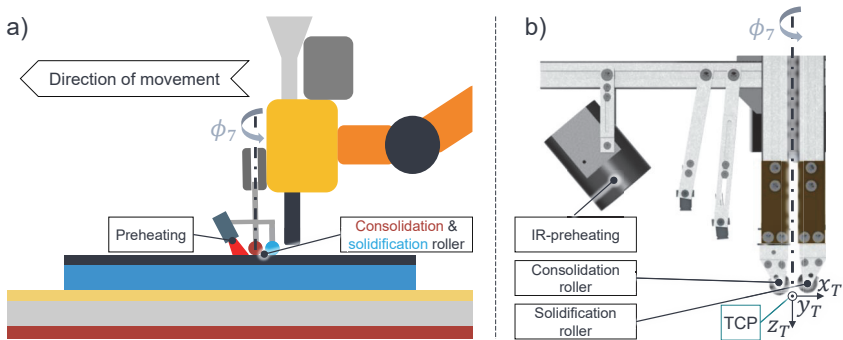 a)
Direction of movement
ϕ7
Preheating
Consolidation &
solidification roller
b)
ϕ7
IR-preheating
Consolidation
roller
Solidification
roller
TCP
xT
yT
zT